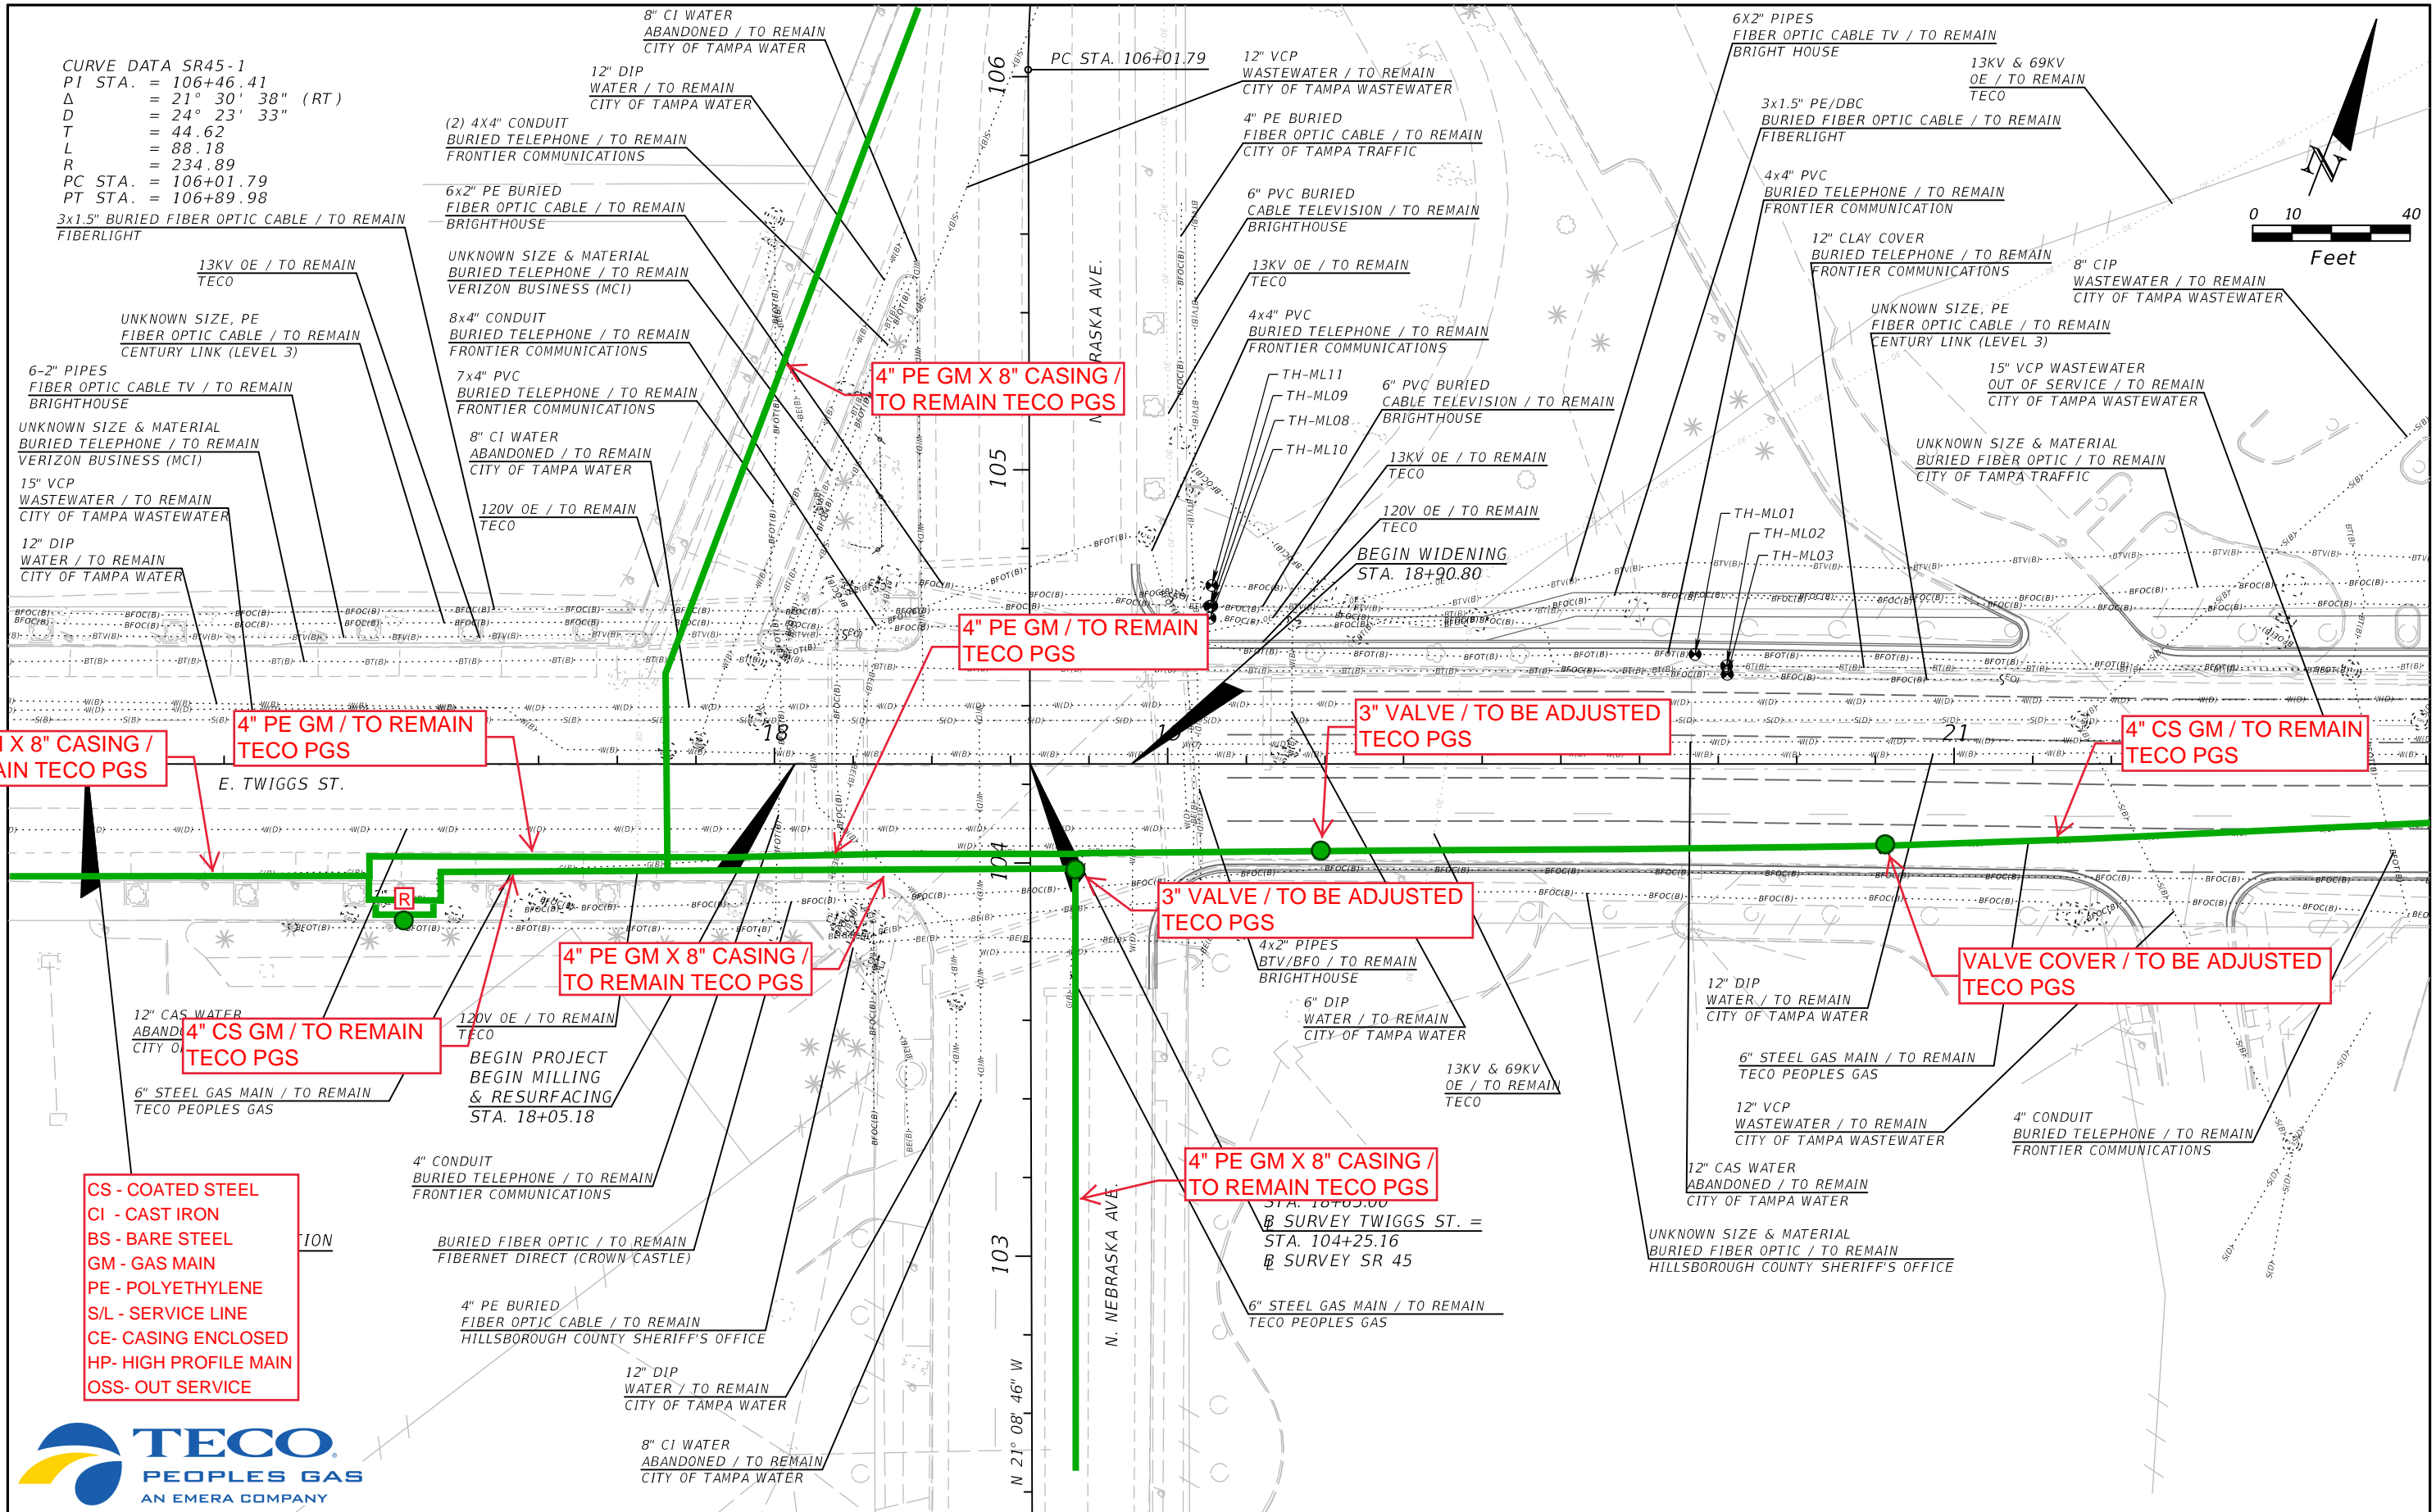 CURVE DATA SR45-1
PI STA. = 106+46.41
Δ = 21° 30' 38" (RT)
D = 24° 23' 33"
T = 44.62
L = 88.18
R = 234.89
PC STA. = 106+01.79
PT STA. = 106+89.98
3x1.5" BURIED FIBER OPTIC CABLE / TO REMAIN
FIBERLIGHT
13KV OE / TO REMAIN
TECO
UNKNOWN SIZE, PE
FIBER OPTIC CABLE / TO REMAIN
CENTURY LINK (LEVEL 3)
6-2" PIPES
FIBER OPTIC CABLE TV / TO REMAIN
BRIGHTHOUSE
UNKNOWN SIZE & MATERIAL
BURIED TELEPHONE / TO REMAIN
VERIZON BUSINESS (MCI)
15" VCP
WASTEWATER / TO REMAIN
CITY OF TAMPA WASTEWATER
12" DIP
WATER / TO REMAIN
CITY OF TAMPA WATER
8" CI WATER
ABANDONED / TO REMAIN
CITY OF TAMPA WATER
12" DIP
WATER / TO REMAIN
CITY OF TAMPA WATER
(2) 4X4" CONDUIT
BURIED TELEPHONE / TO REMAIN
FRONTIER COMMUNICATIONS
6x2" PE BURIED
FIBER OPTIC CABLE / TO REMAIN
BRIGHTHOUSE
UNKNOWN SIZE & MATERIAL
BURIED TELEPHONE / TO REMAIN
VERIZON BUSINESS (MCI)
8x4" CONDUIT
BURIED TELEPHONE / TO REMAIN
FRONTIER COMMUNICATIONS
7x4" PVC
BURIED TELEPHONE / TO REMAIN
FRONTIER COMMUNICATIONS
8" CI WATER
ABANDONED / TO REMAIN
CITY OF TAMPA WATER
120V OE / TO REMAIN
TECO
106
PC STA. 106+01.79
12" VCP
WASTEWATER / TO REMAIN
CITY OF TAMPA WASTEWATER
4" PE BURIED
FIBER OPTIC CABLE / TO REMAIN
CITY OF TAMPA TRAFFIC
6" PVC BURIED
CABLE TELEVISION / TO REMAIN
BRIGHTHOUSE
13KV OE / TO REMAIN
TECO
4x4" PVC
BURIED TELEPHONE / TO REMAIN
FRONTIER COMMUNICATIONS
RASKA AVE.
4" PE GM X 8" CASING /
TO REMAIN TECO PGS
105
TH-ML11
TH-ML09
TH-ML08
TH-ML10
6" PVC BURIED
CABLE TELEVISION / TO REMAIN
BRIGHTHOUSE
13KV OE / TO REMAIN
TECO
120V OE / TO REMAIN
TECO
BEGIN WIDENING
STA. 18+90.80
6X2" PIPES
FIBER OPTIC CABLE TV / TO REMAIN
BRIGHT HOUSE
13KV & 69KV
OE / TO REMAIN
TECO
3x1.5" PE/DBC
BURIED FIBER OPTIC CABLE / TO REMAIN
FIBERLIGHT
4x4" PVC
BURIED TELEPHONE / TO REMAIN
FRONTIER COMMUNICATION
12" CLAY COVER
BURIED TELEPHONE / TO REMAIN
FRONTIER COMMUNICATIONS
N
0 10 40
Feet
8" CIP
WASTEWATER / TO REMAIN
CITY OF TAMPA WASTEWATER
UNKNOWN SIZE, PE
FIBER OPTIC CABLE / TO REMAIN
CENTURY LINK (LEVEL 3)
15" VCP WASTEWATER
OUT OF SERVICE / TO REMAIN
CITY OF TAMPA WASTEWATER
UNKNOWN SIZE & MATERIAL
BURIED FIBER OPTIC / TO REMAIN
CITY OF TAMPA TRAFFIC
TH-ML01
TH-ML02
TH-ML03
4" PE GM / TO REMAIN
TECO PGS
4" PE GM / TO REMAIN
TECO PGS
X 8" CASING /
AIN TECO PGS
E. TWIGGS ST.
18
3" VALVE / TO BE ADJUSTED
TECO PGS
21
4" CS GM / TO REMAIN
TECO PGS
104
R
3" VALVE / TO BE ADJUSTED
TECO PGS
4" PE GM X 8" CASING /
TO REMAIN TECO PGS
VALVE COVER / TO BE ADJUSTED
TECO PGS
12" CAS WATER
4" CS GM / TO REMAIN
TECO PGS
120V OE / TO REMAIN
TECO
BEGIN PROJECT
BEGIN MILLING
& RESURFACING
STA. 18+05.18
6" STEEL GAS MAIN / TO REMAIN
TECO PEOPLES GAS
4x2" PIPES
BTV/BFO / TO REMAIN
BRIGHTHOUSE
6" DIP
WATER / TO REMAIN
CITY OF TAMPA WATER
13KV & 69KV
OE / TO REMAIN
TECO
12" DIP
WATER / TO REMAIN
CITY OF TAMPA WATER
6" STEEL GAS MAIN / TO REMAIN
TECO PEOPLES GAS
12" VCP
WASTEWATER / TO REMAIN
CITY OF TAMPA WASTEWATER
4" CONDUIT
BURIED TELEPHONE / TO REMAIN
FRONTIER COMMUNICATIONS
12" CAS WATER
ABANDONED / TO REMAIN
CITY OF TAMPA WATER
UNKNOWN SIZE & MATERIAL
BURIED FIBER OPTIC / TO REMAIN
HILLSBOROUGH COUNTY SHERIFF'S OFFICE
4" CONDUIT
BURIED TELEPHONE / TO REMAIN
FRONTIER COMMUNICATIONS
BURIED FIBER OPTIC / TO REMAIN
FIBERNET DIRECT (CROWN CASTLE)
4" PE BURIED
FIBER OPTIC CABLE / TO REMAIN
HILLSBOROUGH COUNTY SHERIFF'S OFFICE
12" DIP
WATER / TO REMAIN
CITY OF TAMPA WATER
8" CI WATER
ABANDONED / TO REMAIN
CITY OF TAMPA WATER
103
N. NEBRASKA AVE.
N 21° 08' 46" W
4" PE GM X 8" CASING /
TO REMAIN TECO PGS
STA. 18+65.00
SURVEY TWIGGS ST. =
STA. 104+25.16
SURVEY SR 45
6" STEEL GAS MAIN / TO REMAIN
TECO PEOPLES GAS
CS - COATED STEEL
CI - CAST IRON
BS - BARE STEEL
GM - GAS MAIN
PE - POLYETHYLENE
S/L - SERVICE LINE
CE- CASING ENCLOSED
HP- HIGH PROFILE MAIN
OSS- OUT SERVICE
ION
TECO
PEOPLES GAS
AN EMERA COMPANY